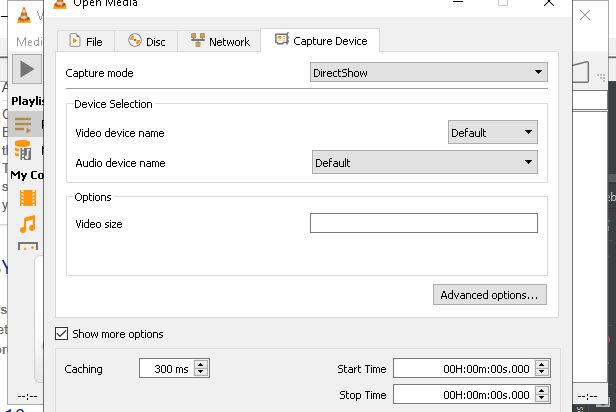 Open Media
Medi
File
Disc
Network
Capture Device
Capture mode
DirectShow
Playlis
Device Selection
Video device name
Default
Audio device name
Default
My Co
Options
Video size
Advanced options...
Show more options
Caching
300 ms
Start Time
00H:00m:00s.000
Stop Time
00H:00m:00s.000
--:--
--:--